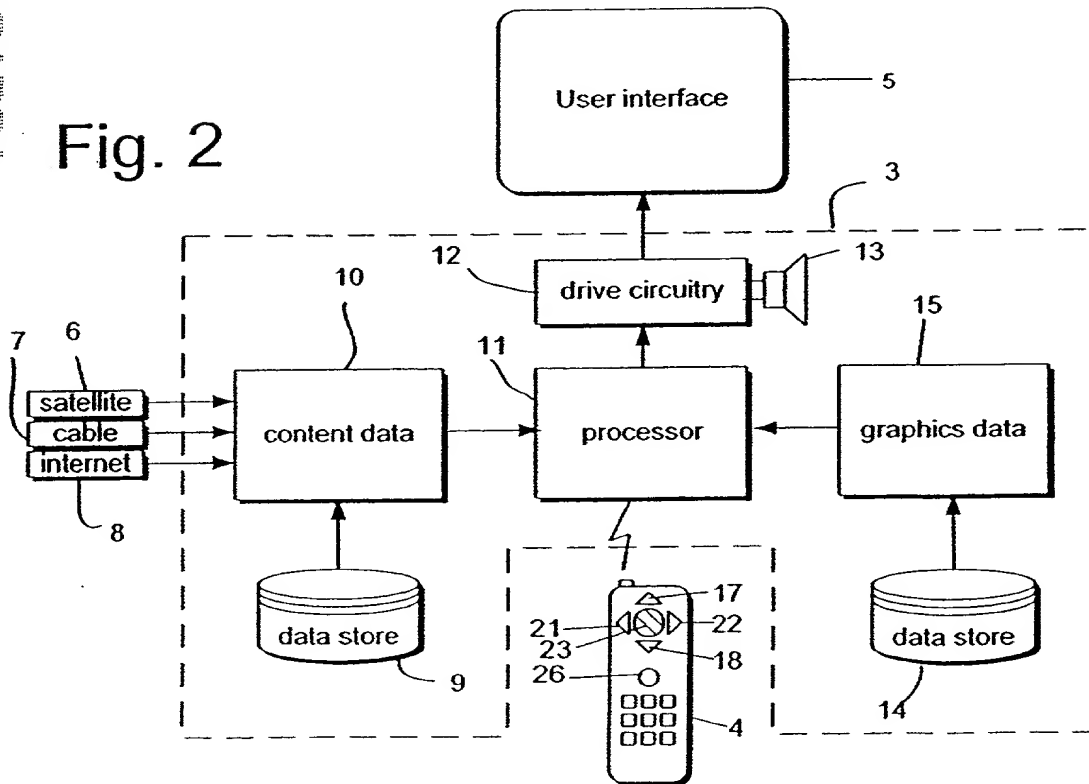 Fig. 2
User interface
5
3
12
drive circuitry
13
10
15
7
6
11
satellite
cable
internet
content data
processor
graphics data
8
17
21
22
23
18
26
data store
data store
9
4
14